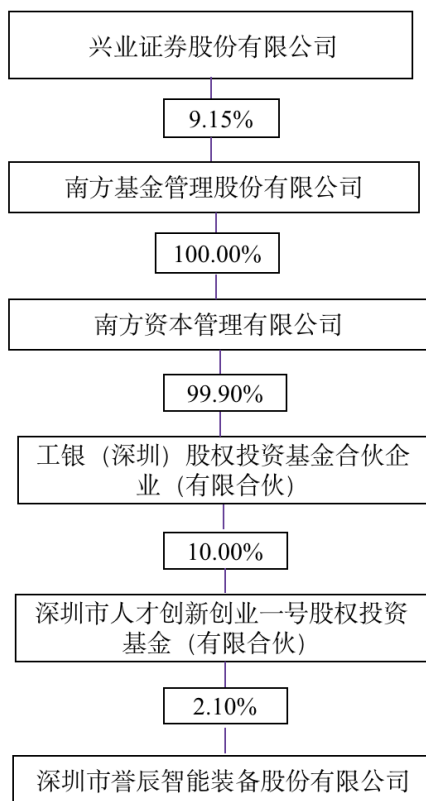 兴业证券股份有限公司
9.15%
南方基金管理股份有限公司
100.00%
南方资本管理有限公司
99.90%
工银（深圳）股权投资基金合伙企
业（有限合伙）
10.00%
深圳市人才创新创业一号股权投资
基金（有限合伙）
2.10%
深圳市誉辰智能装备股份有限公司